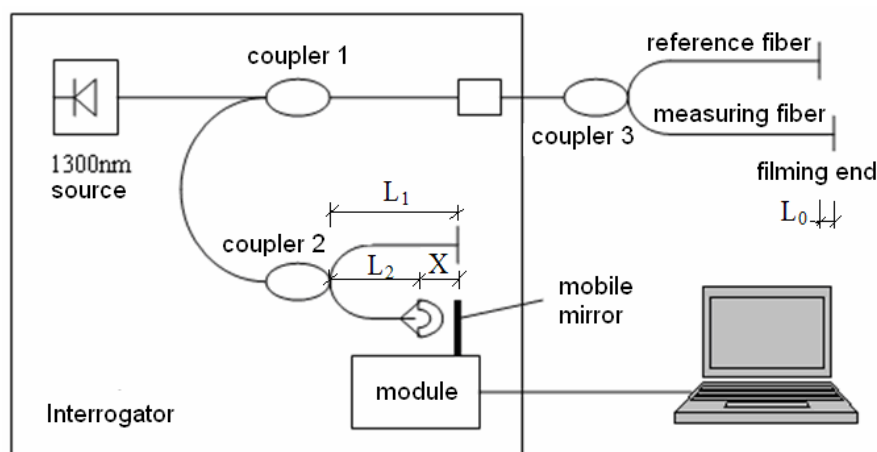 coupler 1
reference fiber
measuring fiber
coupler 3
1300nm
source
filming end
L₀
L₁
coupler 2
L₂
X
mobile
mirror
module
Interrogator